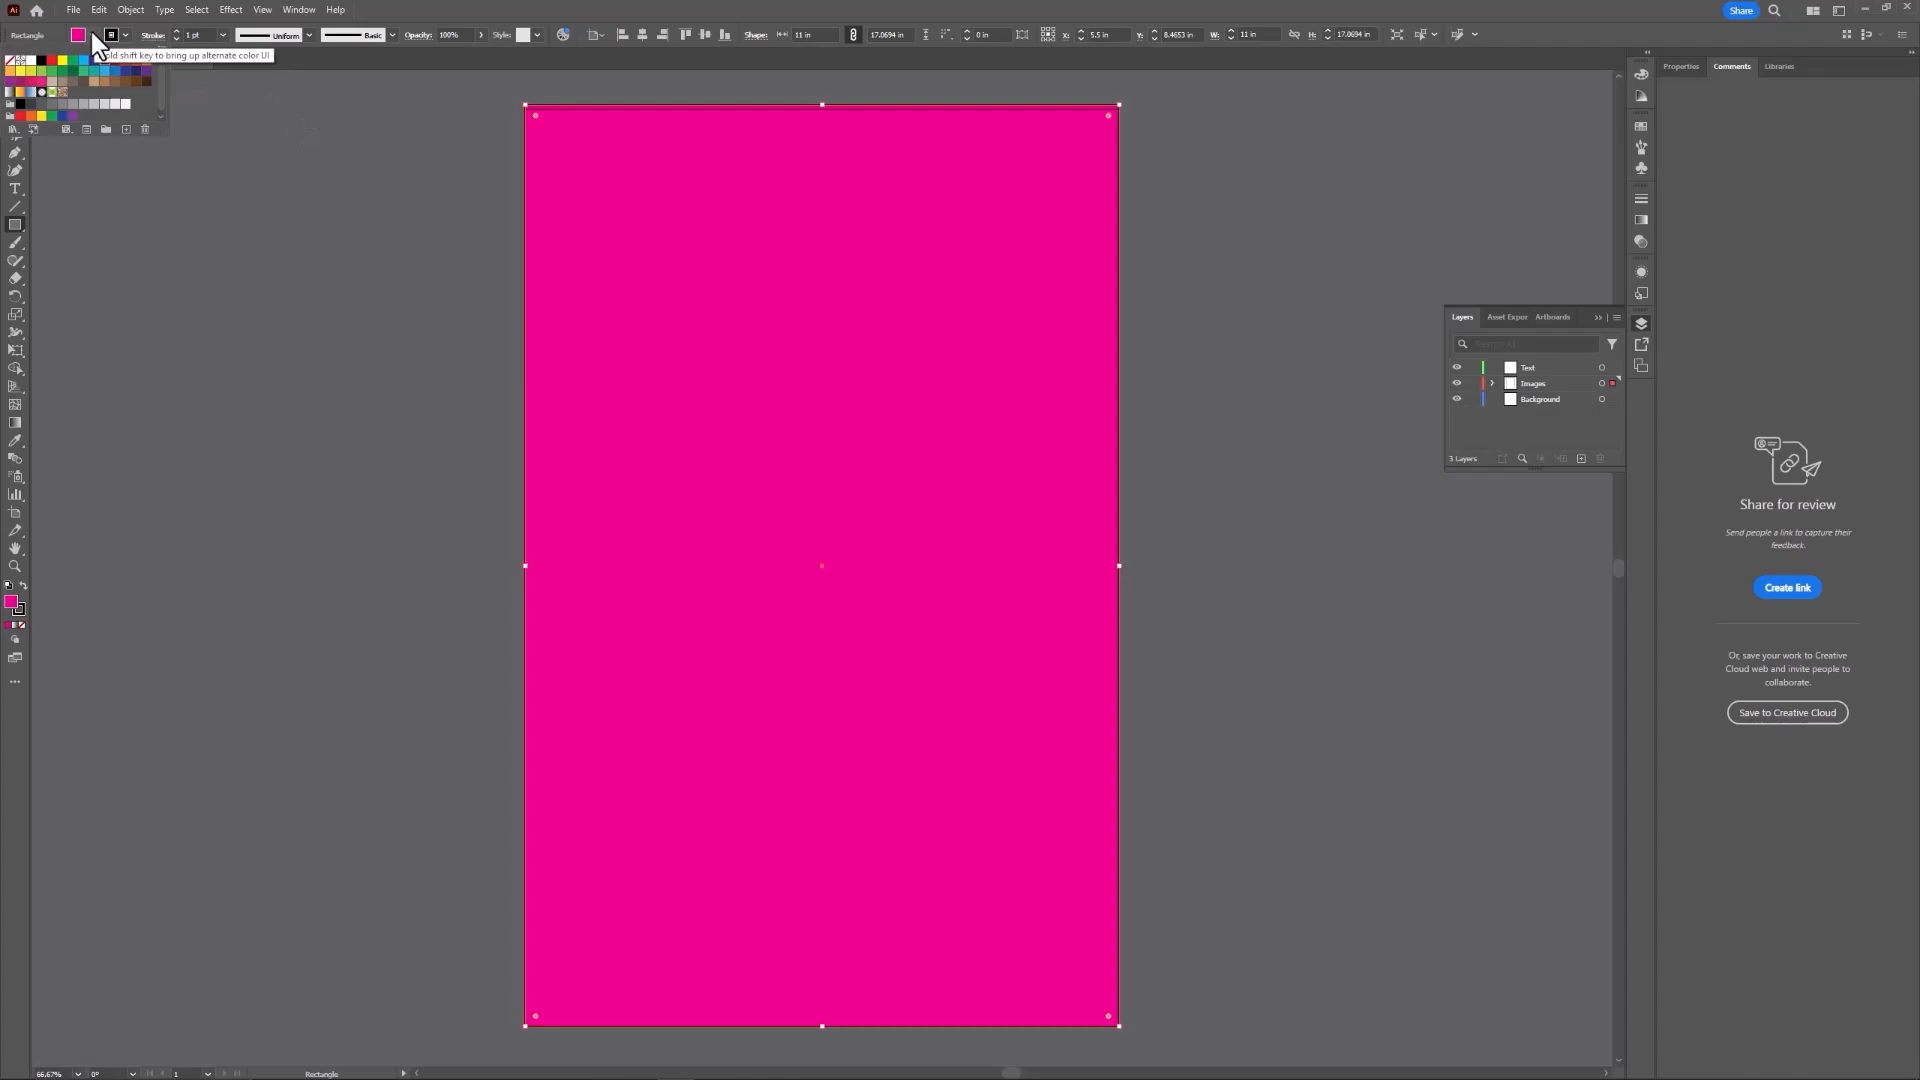 Ai File Edit Object Type Select Effect View Window Help Share
Rectangle Stroke: 1 pt Uniform Basic Opacity: 100% Style: Shape: 11 in 17.0694 in 0 in X: 5.5 in Y: 8.4653 in W: 11 in H: 17.0694 in
old shift key to bring up alternate color UI
Properties Comments Libraries
Layers Asset Expor Artboards
Text
Images
Background
3 Layers
Share for review
Send people a link to capture their
feedback.
Create link
Or, save your work to Creative
Cloud web and invite people to
collaborate.
Save to Creative Cloud
66.67% 0° 1 Rectangle